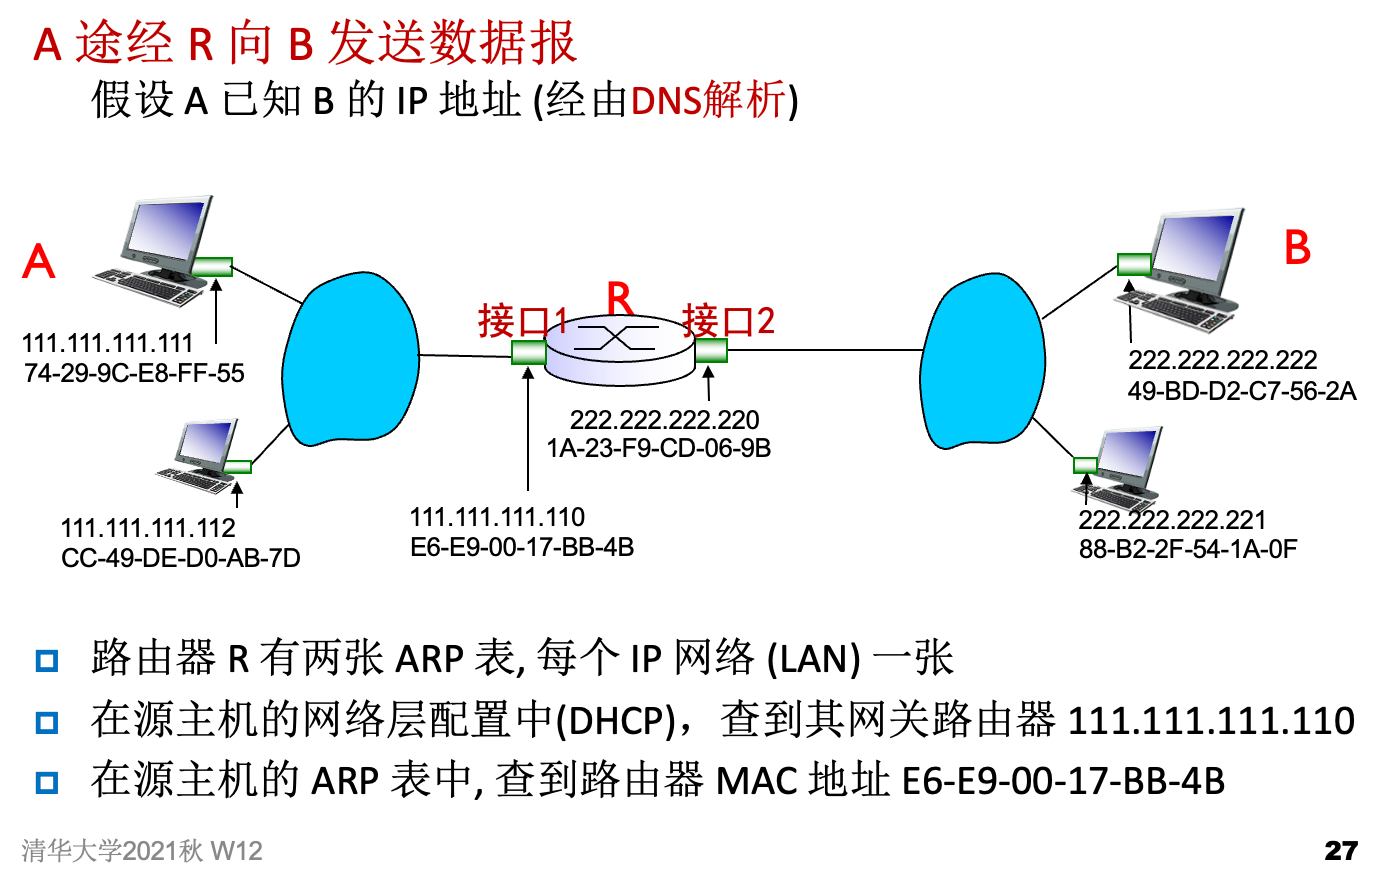 A 途经 R 向 B 发送数据报
假设 A 已知 B 的 IP 地址 (经由DNS解析)
A
B
R
接口1
接口2
111.111.111.111
74-29-9C-E8-FF-55
222.222.222.222
49-BD-D2-C7-56-2A
222.222.222.220
1A-23-F9-CD-06-9B
111.111.111.112
CC-49-DE-D0-AB-7D
111.111.111.110
E6-E9-00-17-BB-4B
222.222.222.221
88-B2-2F-54-1A-0F
路由器 R 有两张 ARP 表, 每个 IP 网络 (LAN) 一张
在源主机的网络层配置中(DHCP)，查到其网关路由器 111.111.111.110
在源主机的 ARP 表中, 查到路由器 MAC 地址 E6-E9-00-17-BB-4B
清华大学2021秋 W12
27